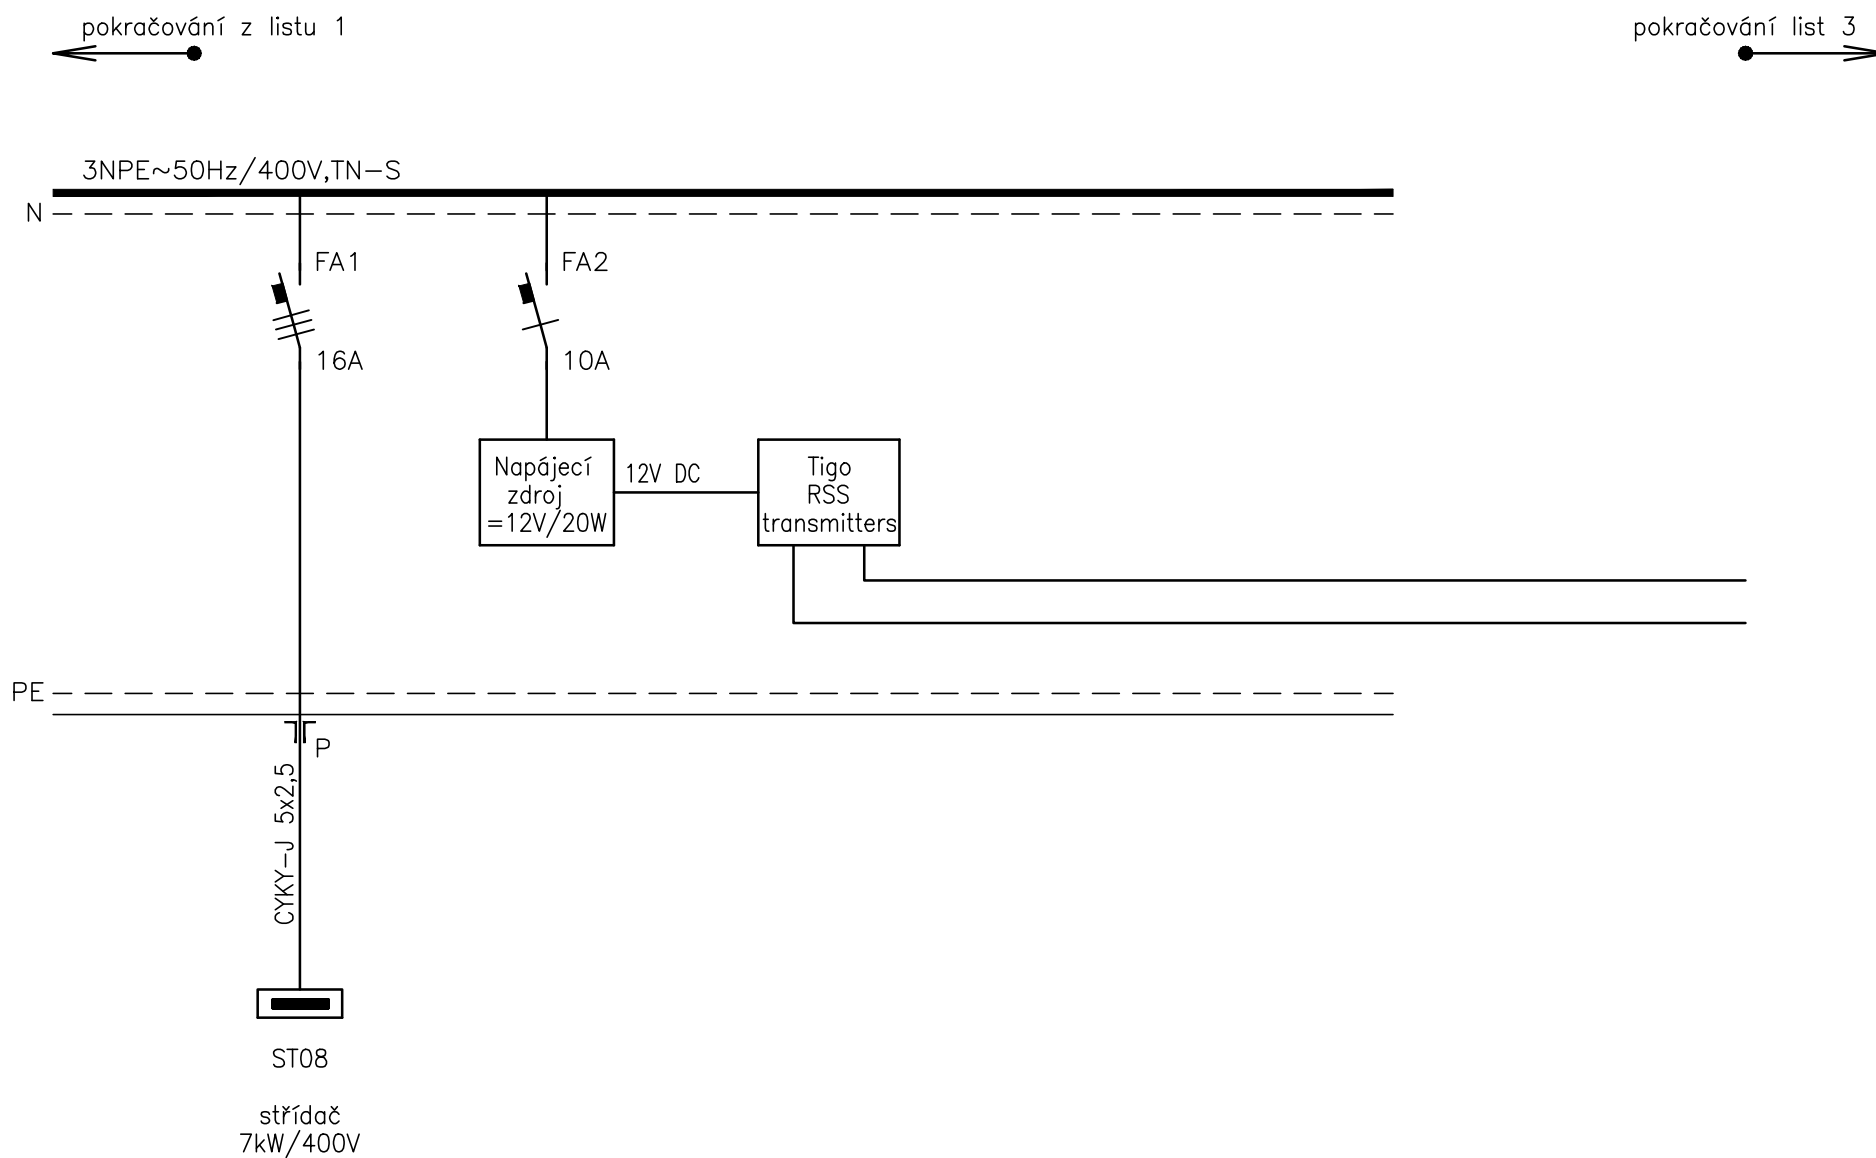 pokračování z listu 1
pokračování list 3
3NPE~50Hz/400V,TN-S
N
FA1
FA2
16A
10A
Napájecí
zdroj
=12V/20W
12V DC
Tigo
RSS
transmitters
PE
P
CYKY-J 5x2,5
ST08
střídač
7kW/400V